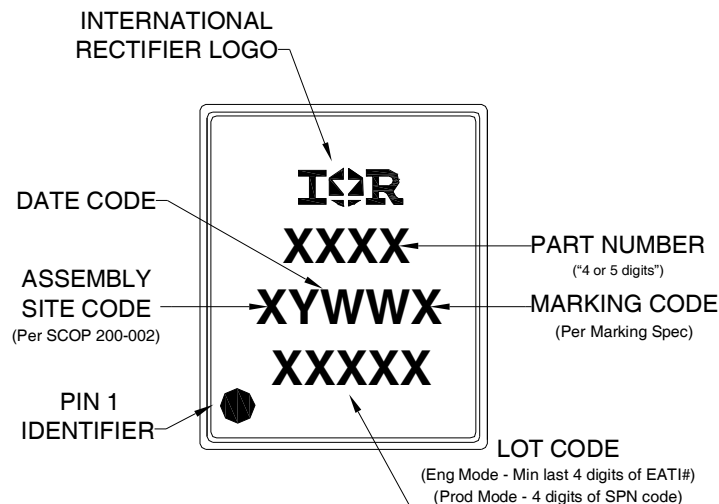 INTERNATIONAL
RECTIFIER LOGO
IOR
XXXX
XYWWX
XXXXX
DATE CODE
ASSEMBLY
SITE CODE
(Per SCOP 200-002)
PIN 1
IDENTIFIER
PART NUMBER
("4 or 5 digits")
MARKING CODE
(Per Marking Spec)
LOT CODE
(Eng Mode - Min last 4 digits of EATI#)
(Prod Mode - 4 digits of SPN code)